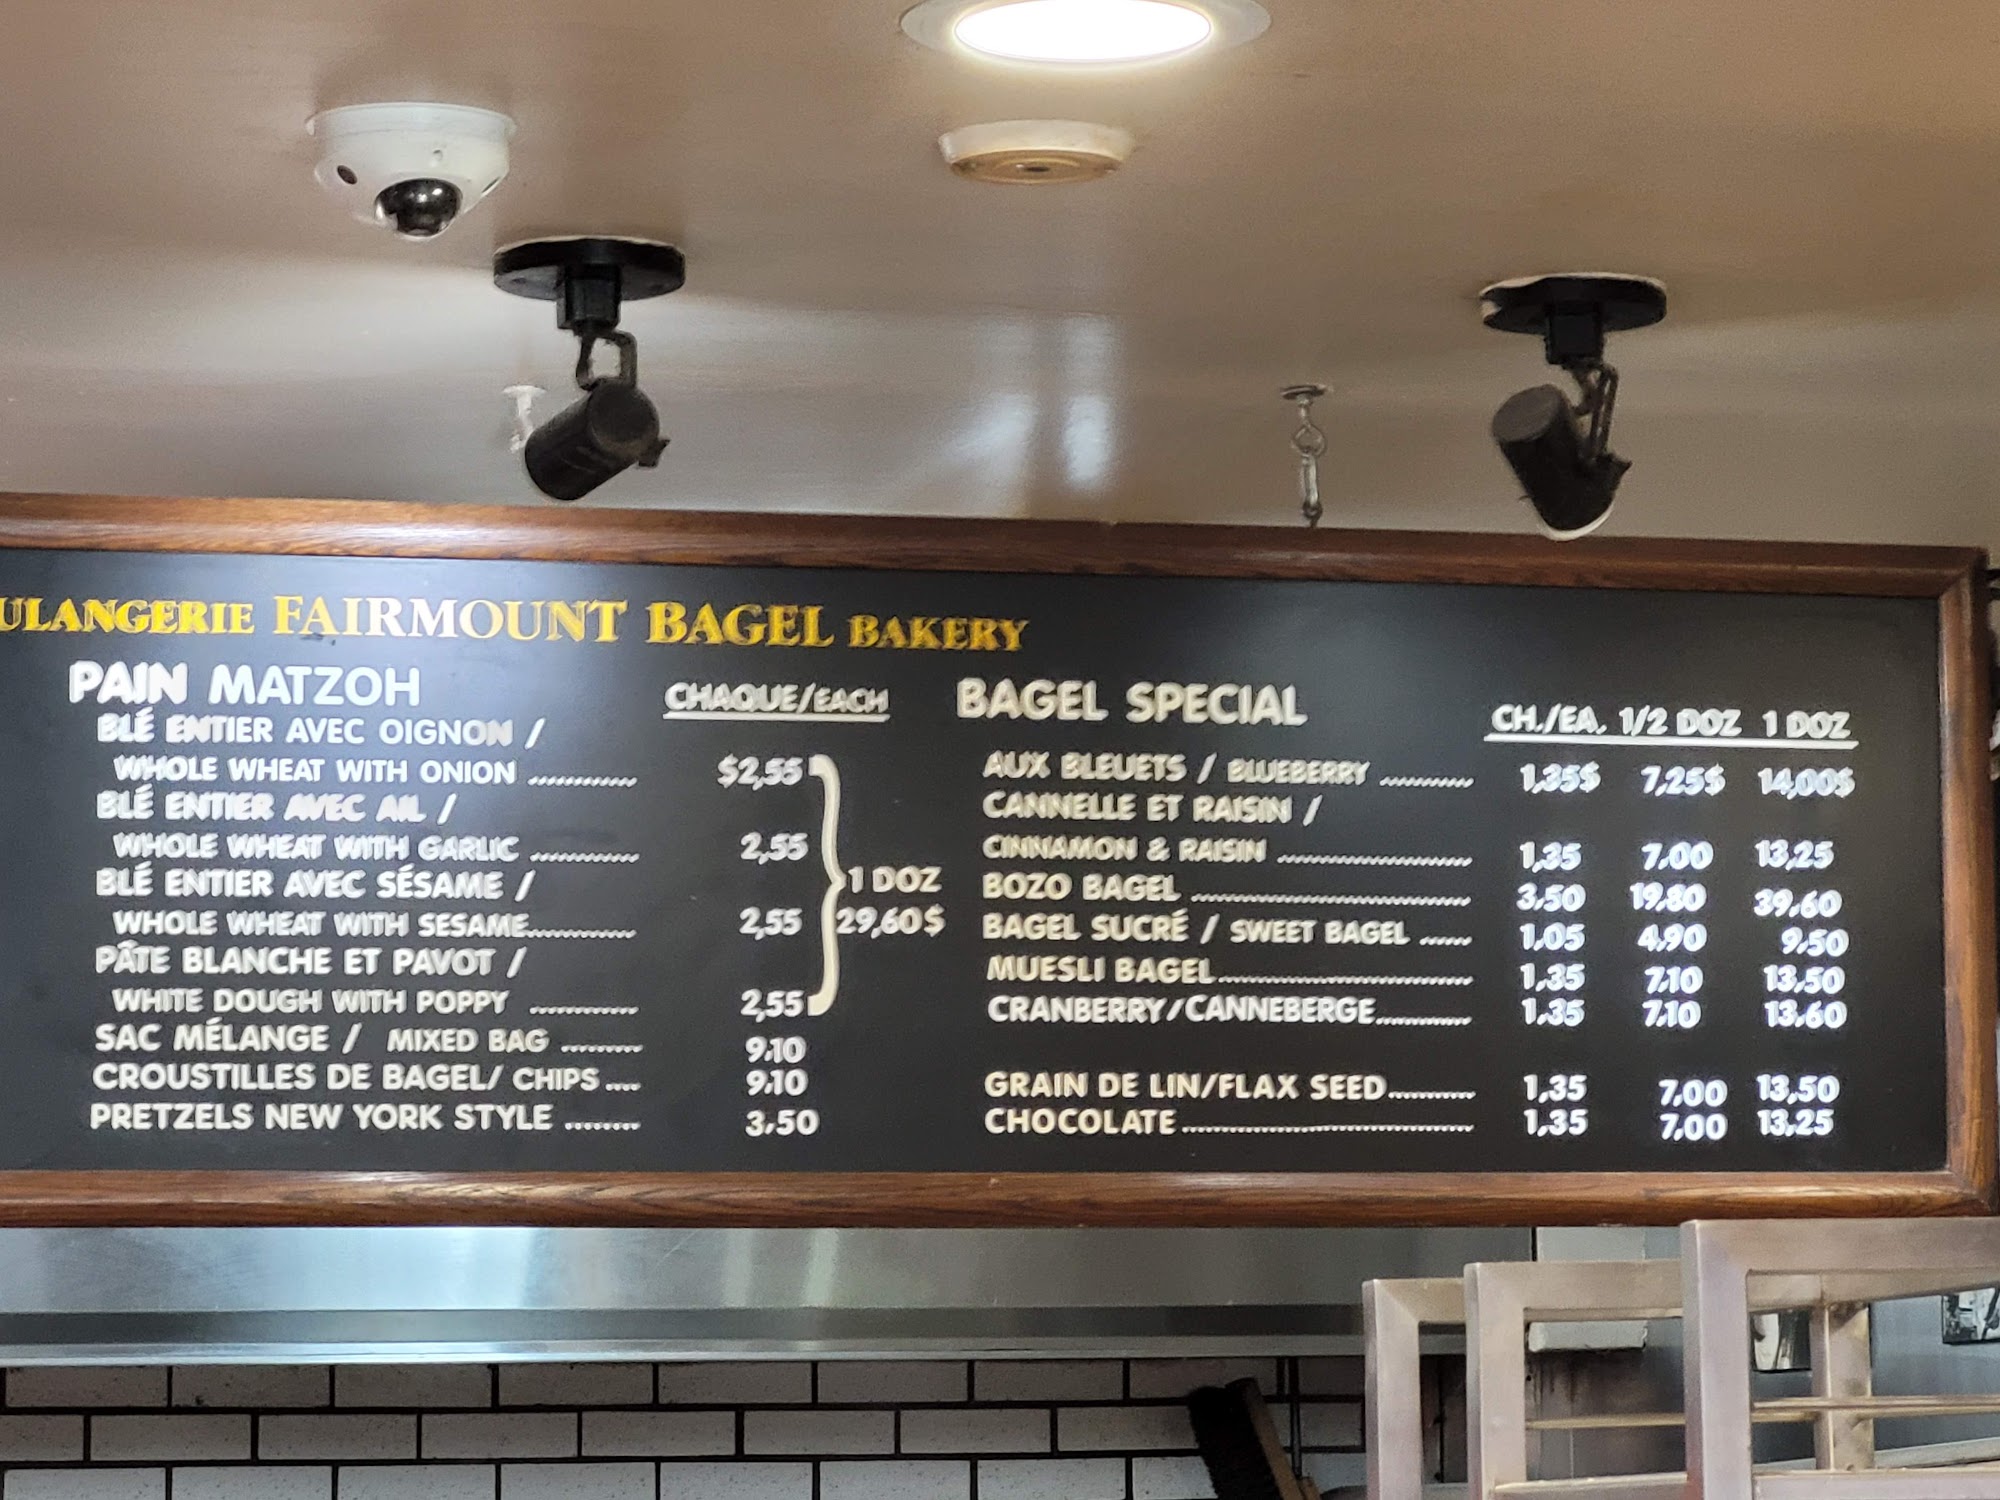 ULANGERIE FAIRMOUNT BAGEL BAKERY
PAIN MATZOH CHAQUE/EACH
BLÉ ENTIER AVEC OIGNON /
WHOLE WHEAT WITH ONION ............ $2,55
BLÉ ENTIER AVEC AIL /
WHOLE WHEAT WITH GARLIC ............ 2,55
BLÉ ENTIER AVEC SÉSAME /
WHOLE WHEAT WITH SESAME............ 2,55
PÂTE BLANCHE ET PAVOT /
WHITE DOUGH WITH POPPY ............ 2,55
1 DOZ
29,60$
SAC MÉLANGE / MIXED BAG ......... 9.10
CROUSTILLES DE BAGEL/ CHIPS.... 9.10
PRETZELS NEW YORK STYLE ........ 3,50
BAGEL SPECIAL CH./EA. 1/2 DOZ 1 DOZ
AUX BLEUETS / BLUEBERRY .......... 1,35$ 7,25$ 14,00$
CANNELLE ET RAISIN /
CINNAMON & RAISIN .................... 1,35 7,00 13,25
BOZO BAGEL .............................. 3,50 19,80 39,60
BAGEL SUCRÉ / SWEET BAGEL ...... 1,05 4,90 9,50
MUESLI BAGEL............................ 1,35 7,10 13,50
CRANBERRY/CANNEBERGE............ 1,35 7,10 13,60
GRAIN DE LIN/FLAX SEED........... 1,35 7,00 13,50
CHOCOLATE................................ 1,35 7,00 13,25